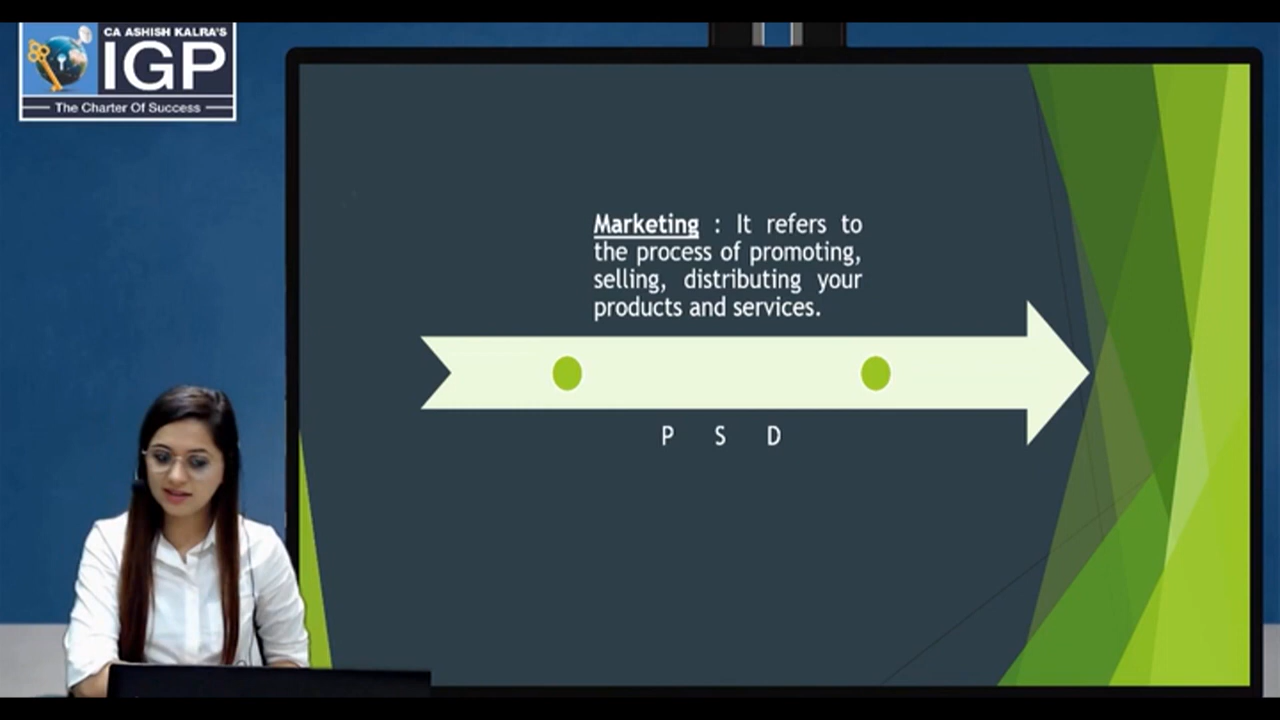 CA ASHISH KALRA'S
IGP
The Charter Of Success
Marketing : It refers to
the process of promoting,
selling, distributing your
products and services.
P S D